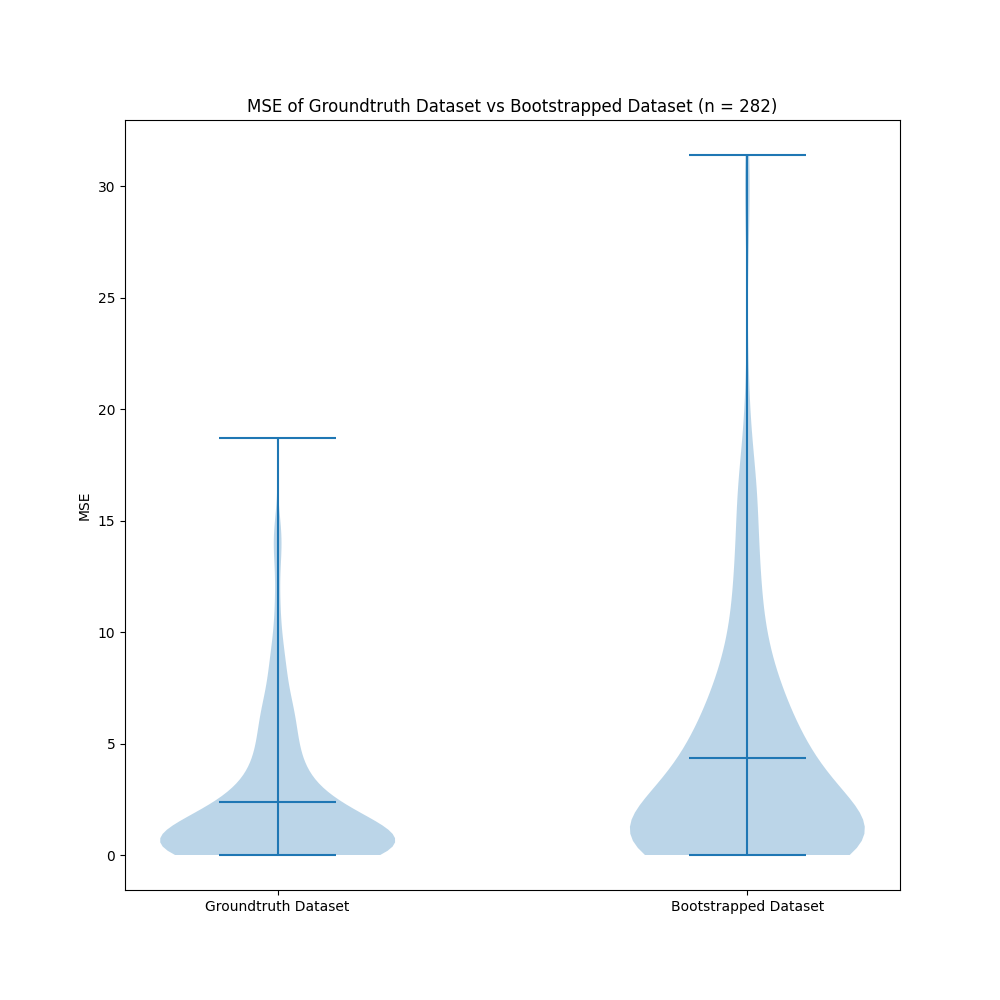 MSE of Groundtruth Dataset vs Bootstrapped Dataset (n = 282)
30
25
20
15
10
5
0
MSE
Groundtruth Dataset
Bootstrapped Dataset